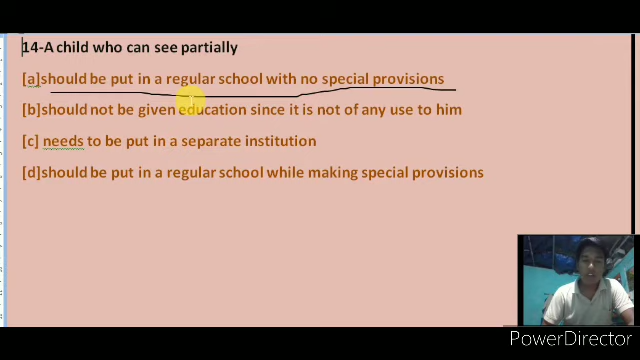 14-A child who can see partially
[a]should be put in a regular school with no special provisions
[b]should not be given education since it is not of any use to him
[c] needs to be put in a separate institution
[d]should be put in a regular school while making special provisions
PowerDirector